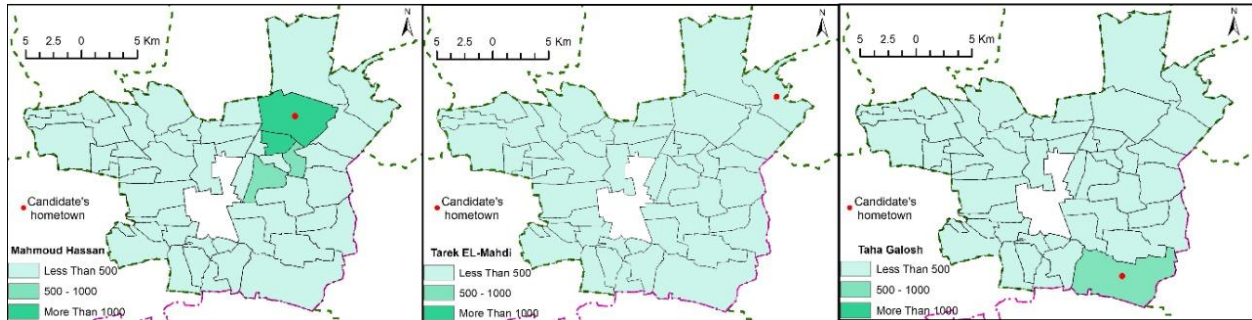 N
5 2.5 0 5 Km
Candidate's
hometown
Mahmoud Hassan
Less Than 500
500 - 1000
More Than 1000
N
5 2.5 0 5 Km
Candidate's
hometown
Tarek EL-Mahdi
Less Than 500
500 - 1000
More Than 1000
N
5 2.5 0 5 Km
Candidate's
hometown
Taha Galosh
Less Than 500
500 - 1000
More Than 1000